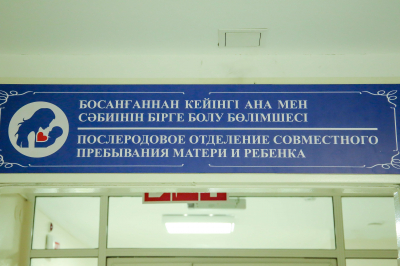 БОСАНҒАННАН КЕЙІНГІ АНА МЕН
СӘБИІНІҢ БІРГЕ БОЛУ БӨЛІМШЕСІ
ПОСЛЕРОДОВОЕ ОТДЕЛЕНИЕ СОВМЕСТНОГО
ПРЕБЫВАНИЯ МАТЕРИ И РЕБЕНКА